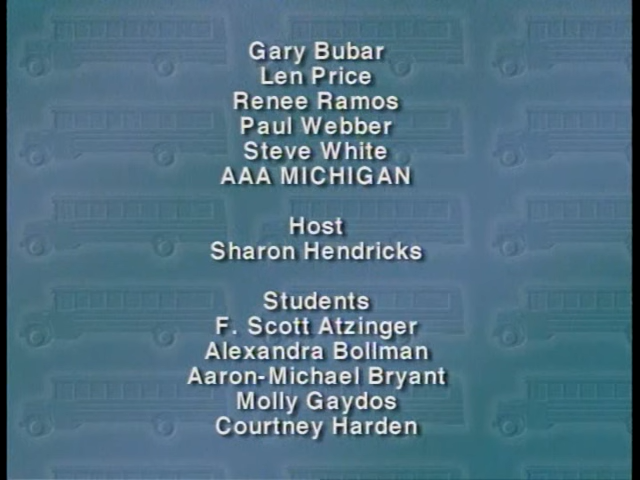 Gary Bubar
Len Price
Renee Ramos
Paul Webber
Steve White
AAA MICHIGAN
Host
Sharon Hendricks
Students
F. Scott Atzinger
Alexandra Bollman
Aaron-Michael Bryant
Molly Gaydos
Courtney Harden